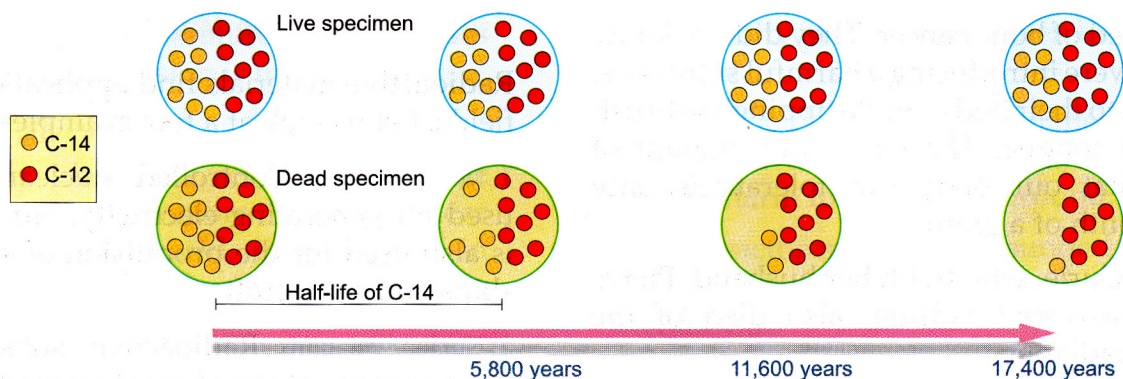 Live specimen
C-14
C-12
Dead specimen
Half-life of C-14
5,800 years
11,600 years
17,400 years